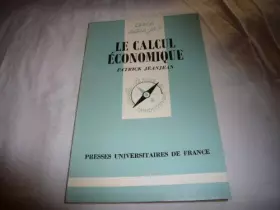 LE CALCUL
ÉCONOMIQUE
PATRICK JEANJEAN
PRESSES UNIVERSITAIRES DE FRANCE